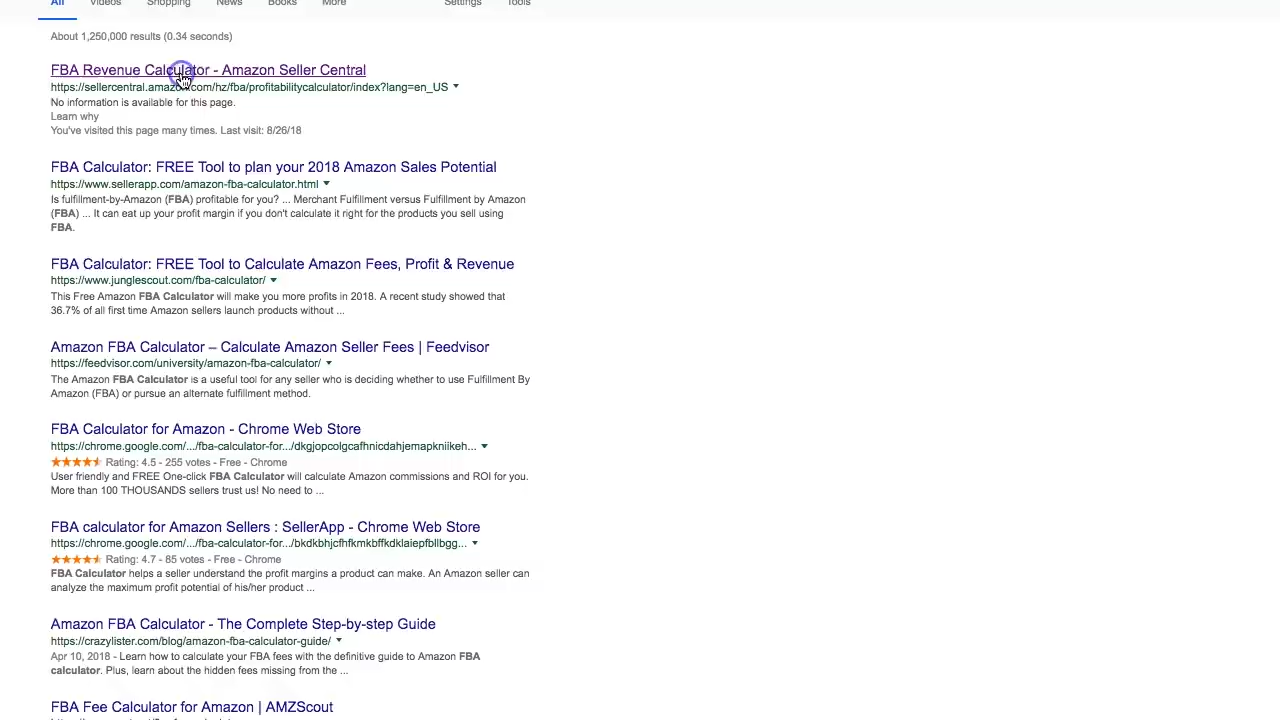 All Videos Shopping News Books More Settings Tools
About 1,250,000 results (0.34 seconds)
FBA Revenue Calculator - Amazon Seller Central
https://sellercentral.amazon.com/hz/fba/profitabilitycalculator/index?lang=en_US
No information is available for this page.
Learn why
You've visited this page many times. Last visit: 8/26/18
FBA Calculator: FREE Tool to plan your 2018 Amazon Sales Potential
https://www.sellerapp.com/amazon-fba-calculator.html
Is fulfillment-by-Amazon (FBA) profitable for you? ... Merchant Fulfillment versus Fulfillment by Amazon
(FBA) ... It can eat up your profit margin if you don't calculate it right for the products you sell using
FBA.
FBA Calculator: FREE Tool to Calculate Amazon Fees, Profit & Revenue
https://www.junglescout.com/fba-calculator/
This Free Amazon FBA Calculator will make you more profits in 2018. A recent study showed that
36.7% of all first time Amazon sellers launch products without ...
Amazon FBA Calculator – Calculate Amazon Seller Fees | Feedvisor
https://feedvisor.com/university/amazon-fba-calculator/
The Amazon FBA Calculator is a useful tool for any seller who is deciding whether to use Fulfillment By
Amazon (FBA) or pursue an alternate fulfillment method.
FBA Calculator for Amazon - Chrome Web Store
https://chrome.google.com/.../fba-calculator-for.../dkgjopcolgcafhnicdahjemapkniikeh...
Rating: 4.5 - 255 votes - Free - Chrome
User friendly and FREE One-click FBA Calculator will calculate Amazon commissions and ROI for you.
More than 100 THOUSANDS sellers trust us! No need to ...
FBA calculator for Amazon Sellers : SellerApp - Chrome Web Store
https://chrome.google.com/.../fba-calculator-for.../bkdkbhjcfhfkmkbffkdklaiepfbllbgg...
Rating: 4.7 - 85 votes - Free - Chrome
FBA Calculator helps a seller understand the profit margins a product can make. An Amazon seller can
analyze the maximum profit potential of his/her product ...
Amazon FBA Calculator - The Complete Step-by-step Guide
https://crazylister.com/blog/amazon-fba-calculator-guide/
Apr 10, 2018 - Learn how to calculate your FBA fees with the definitive guide to Amazon FBA
calculator. Plus, learn about the hidden fees missing from the ...
FBA Fee Calculator for Amazon | AMZScout